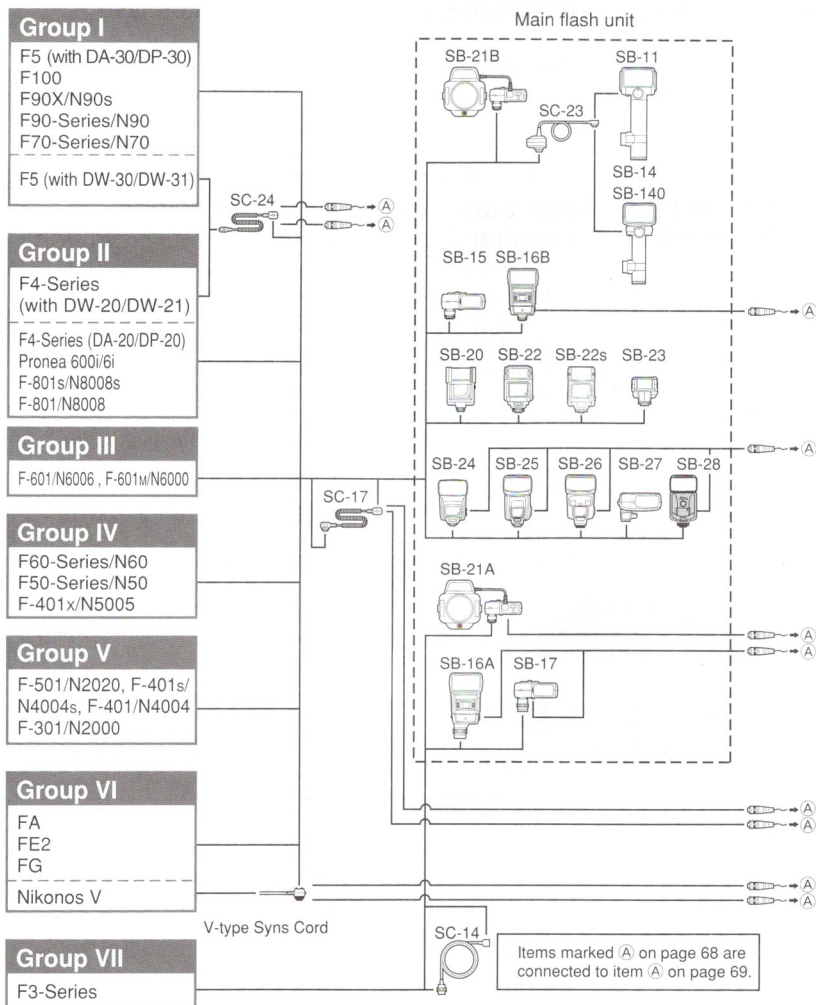 Main flash unit
Group I
F5 (with DA-30/DP-30)
F100
F90X/N90s
F90-Series/N90
F70-Series/N70
F5 (with DW-30/DW-31)
SC-24
Ⓐ
Ⓐ
Group II
F4-Series
(with DW-20/DW-21)
F4-Series (DA-20/DP-20)
Pronea 600i/6i
F-801s/N8008s
F-801/N8008
Group III
F-601/N6006 , F-601M/N6000
SC-17
Group IV
F60-Series/N60
F50-Series/N50
F-401x/N5005
Group V
F-501/N2020, F-401s/
N4004s, F-401/N4004
F-301/N2000
Group VI
FA
FE2
FG
Nikonos V
V-type Syns Cord
Group VII
F3-Series
SC-14
SB-21B
SB-11
SC-23
SB-14
SB-140
SB-15 SB-16B
Ⓐ
SB-20 SB-22 SB-22s SB-23
Ⓐ
SB-24 SB-25 SB-26 SB-27 SB-28
SB-21A
Ⓐ
Ⓐ
SB-16A SB-17
Ⓐ
Ⓐ
Ⓐ
Ⓐ
Items marked Ⓐ on page 68 are
connected to item Ⓐ on page 69.